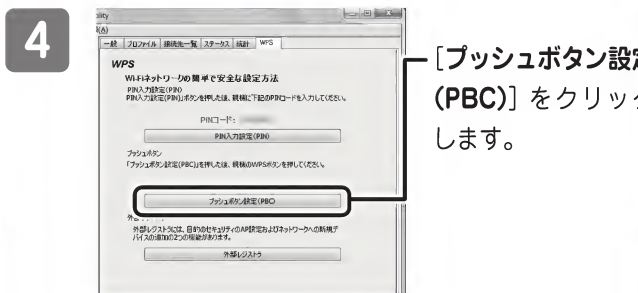 4
ility
(A)
一般 プロファイル 接続先一覧 ステータス 統計 WPS
WPS
Wi-Fiネットワークの簡単で安全な設定方法
PIN入力設定(PIN)
PIN入力設定(PIN)」ボタンを押した後、親機に下記のPINコードを入力してください。
PINコード:
PIN入力設定(PIN)
プッシュボタン
「プッシュボタン設定(PBC)」を押した後、親機のWPSボタンを押してください。
プッシュボタン設定(PBC)
外部レジストラには、目的のセキュリティのAP設定およびネットワークへの新規デ
バイスの追加の2つの機能があります。
外部レジストラ
[プッシュボタン設定
(PBC)] をクリック
します。